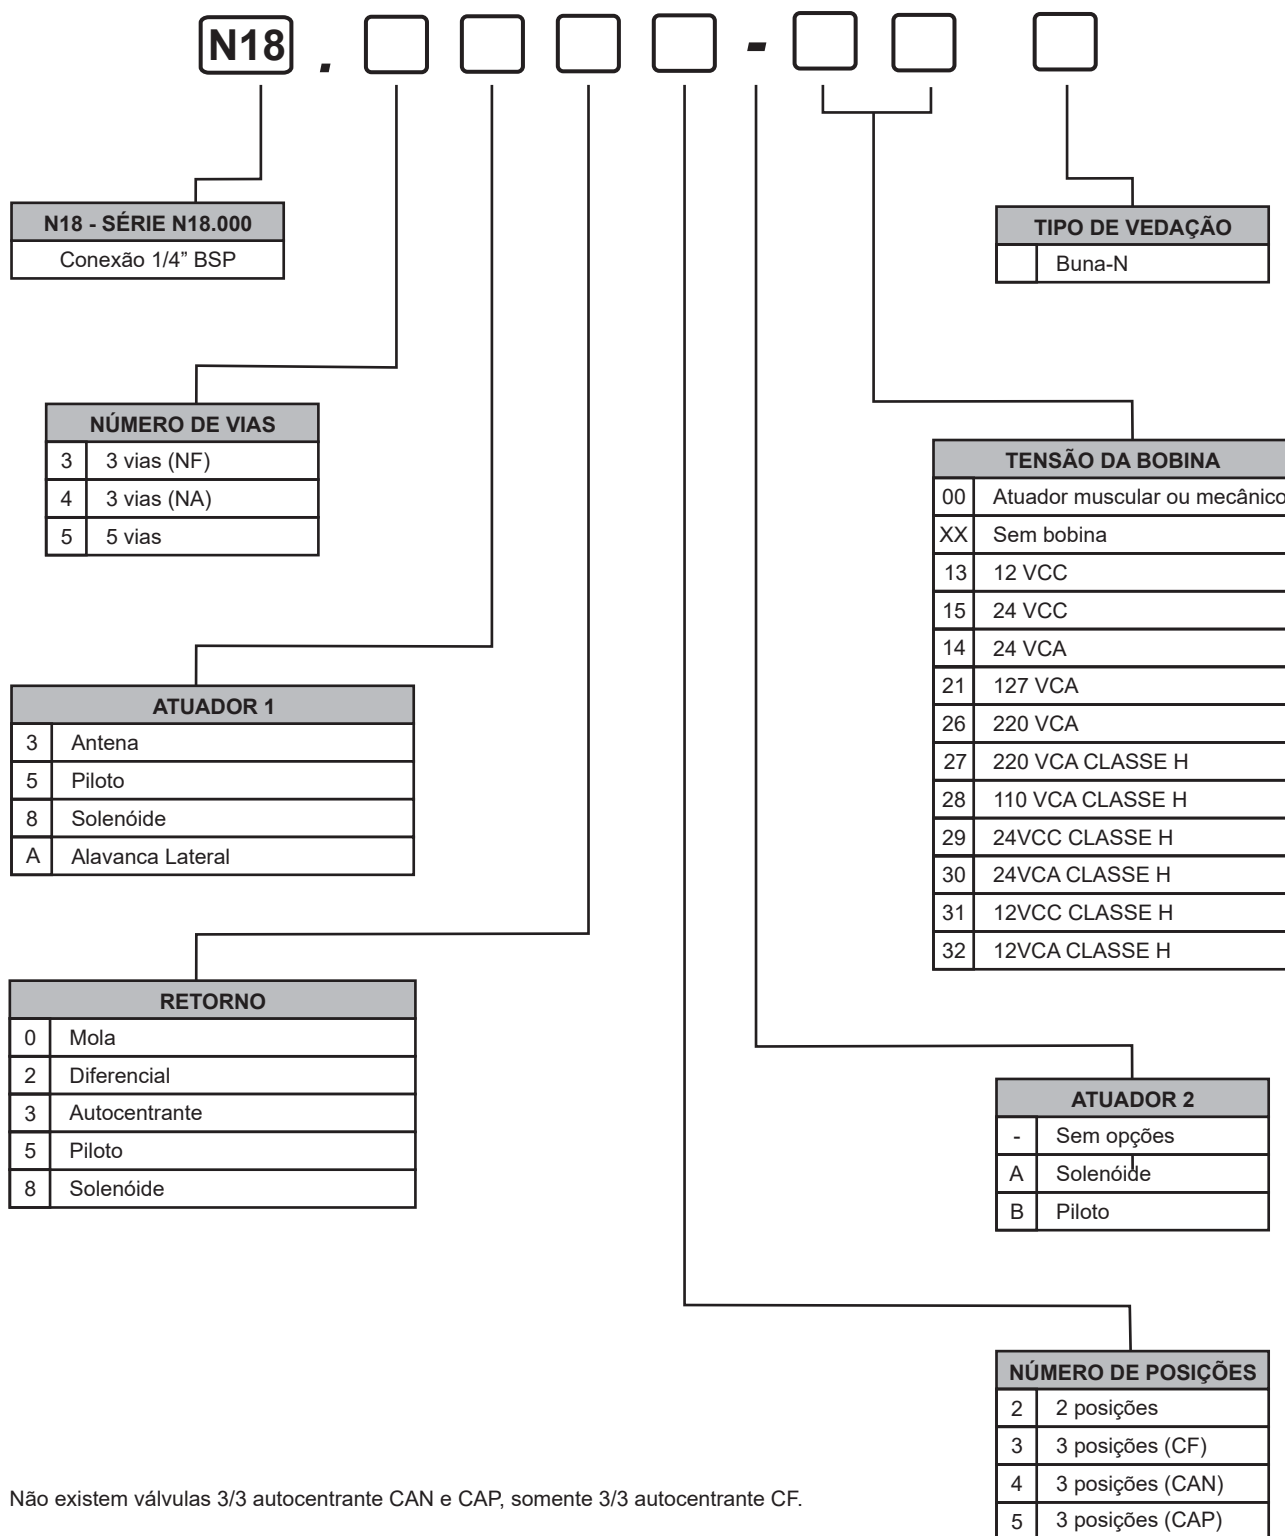 N18 . -
N18 - SÉRIE N18.000
Conexão 1/4” BSP
TIPO DE VEDAÇÃO
Buna-N
NÚMERO DE VIAS
3 3 vias (NF)
4 3 vias (NA)
5 5 vias
TENSÃO DA BOBINA
00 Atuador muscular ou mecânico
XX Sem bobina
13 12 VCC
15 24 VCC
14 24 VCA
21 127 VCA
26 220 VCA
27 220 VCA CLASSE H
28 110 VCA CLASSE H
29 24VCC CLASSE H
30 24VCA CLASSE H
31 12VCC CLASSE H
32 12VCA CLASSE H
ATUADOR 1
3 Antena
5 Piloto
8 Solenóide
A Alavanca Lateral
RETORNO
0 Mola
2 Diferencial
3 Autocentrante
5 Piloto
8 Solenóide
ATUADOR 2
- Sem opções
A Solenóide
B Piloto
NÚMERO DE POSIÇÕES
2 2 posições
3 3 posições (CF)
4 3 posições (CAN)
5 3 posições (CAP)
Não existem válvulas 3/3 autocentrante CAN e CAP, somente 3/3 autocentrante CF.